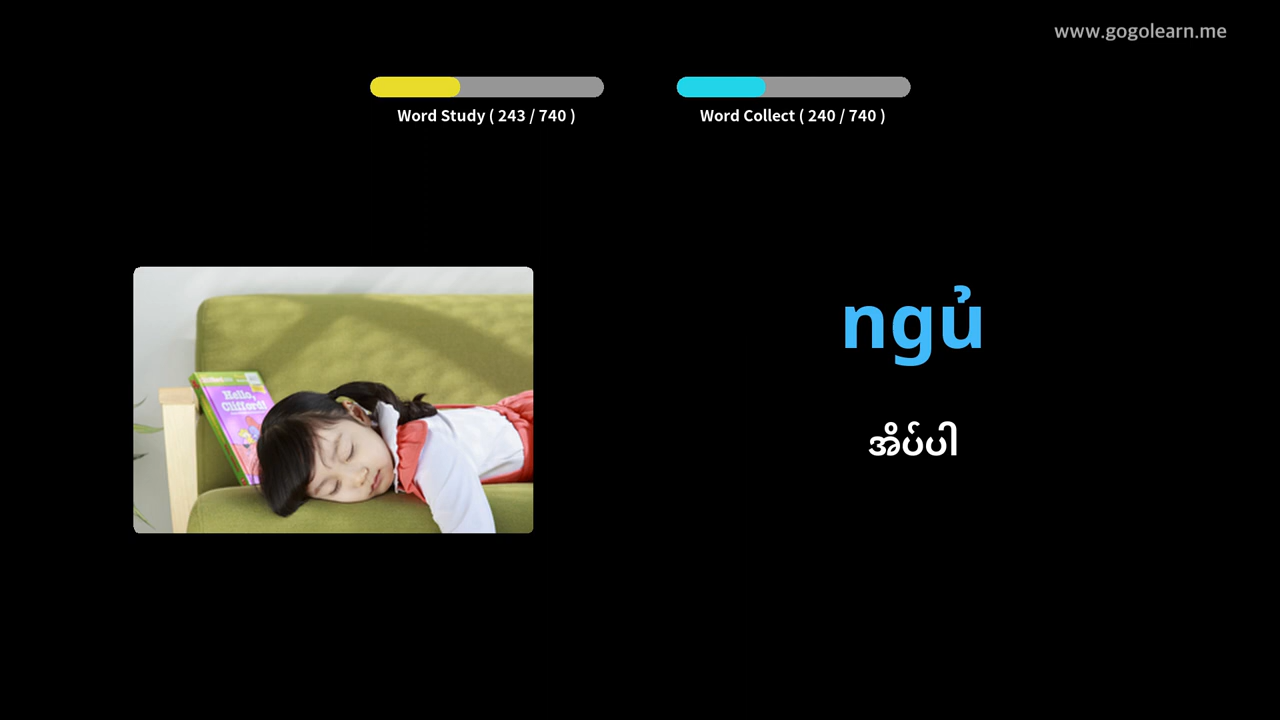 www.gogolearn.me
Word Study ( 243 / 740 )
Word Collect ( 240 / 740 )
Hello,
Clifford!
ngủ
အိပ်ပါ